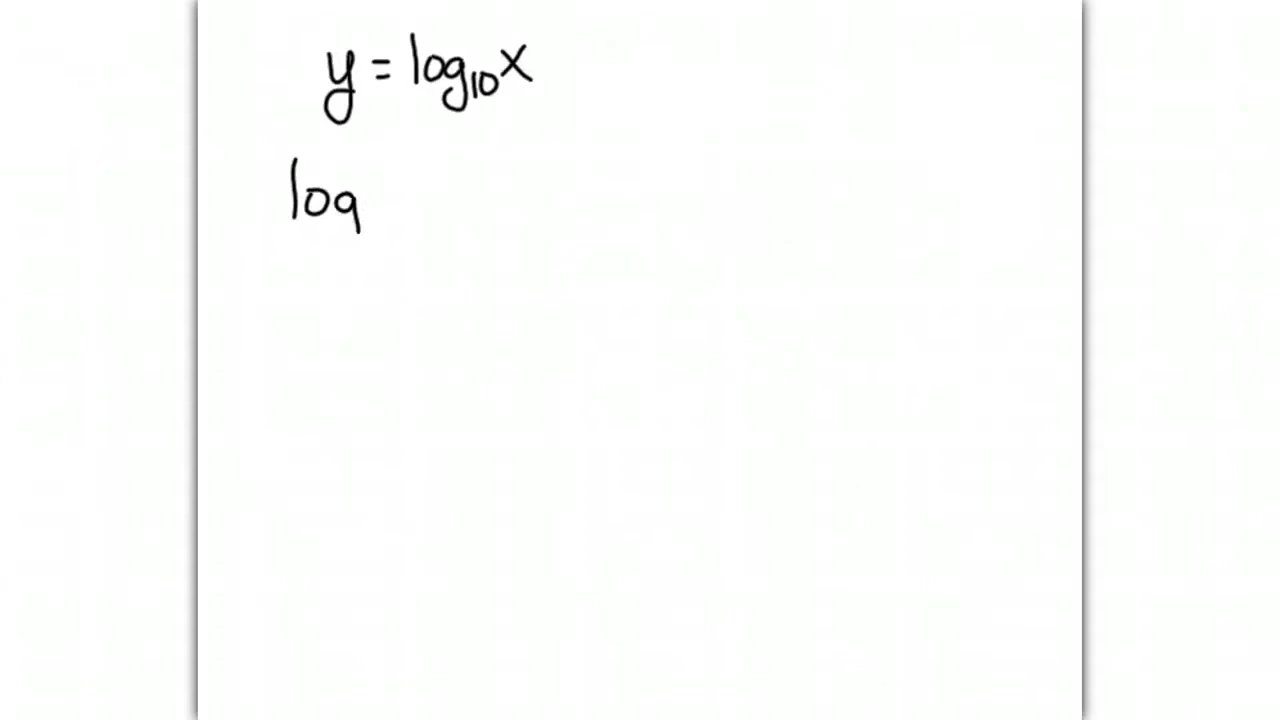 y = log₁₀x
log